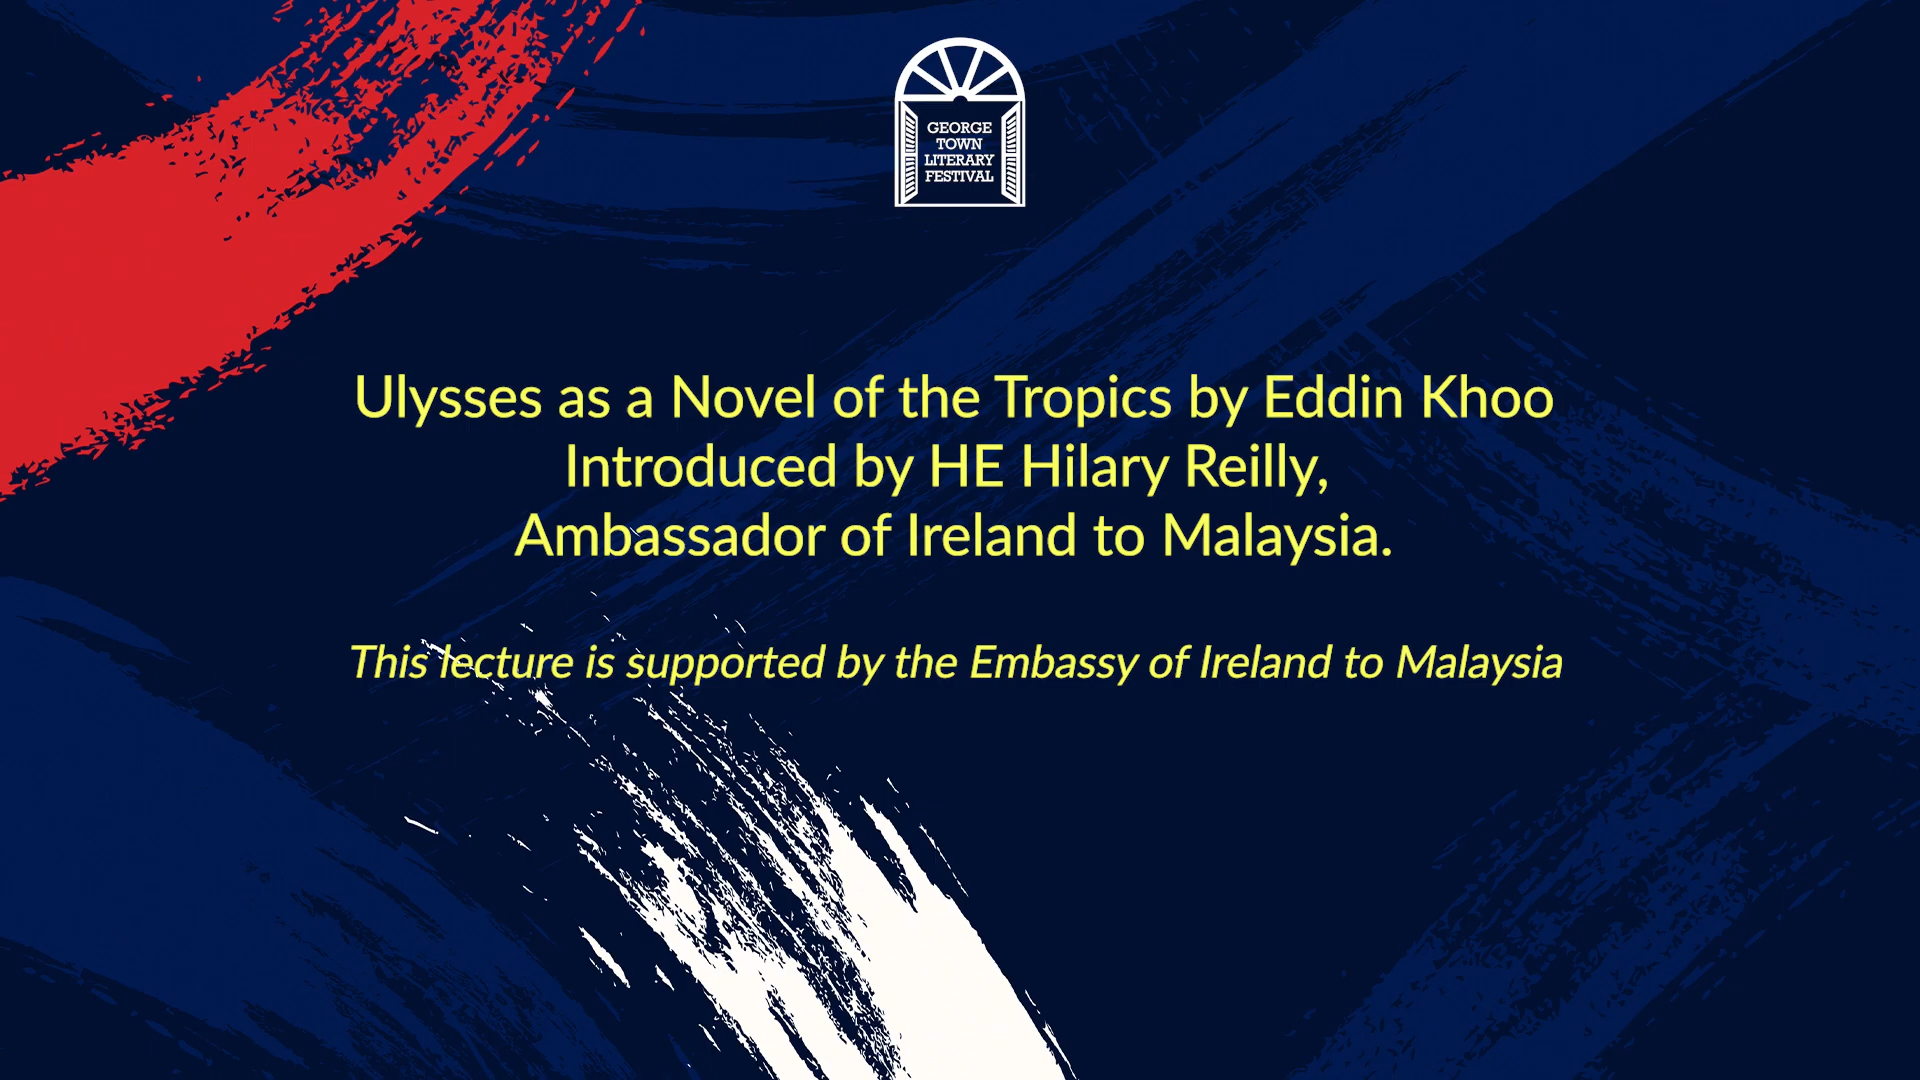 GEORGE
TOWN
LITERARY
FESTIVAL
Ulysses as a Novel of the Tropics by Eddin Khoo
Introduced by HE Hilary Reilly,
Ambassador of Ireland to Malaysia.
This lecture is supported by the Embassy of Ireland to Malaysia